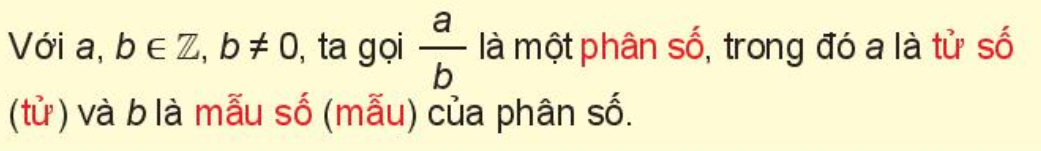 Với a, b ∈ ℤ, b ≠ 0, ta gọi a/b là một phân số, trong đó a là tử số
(tử) và b là mẫu số (mẫu) của phân số.